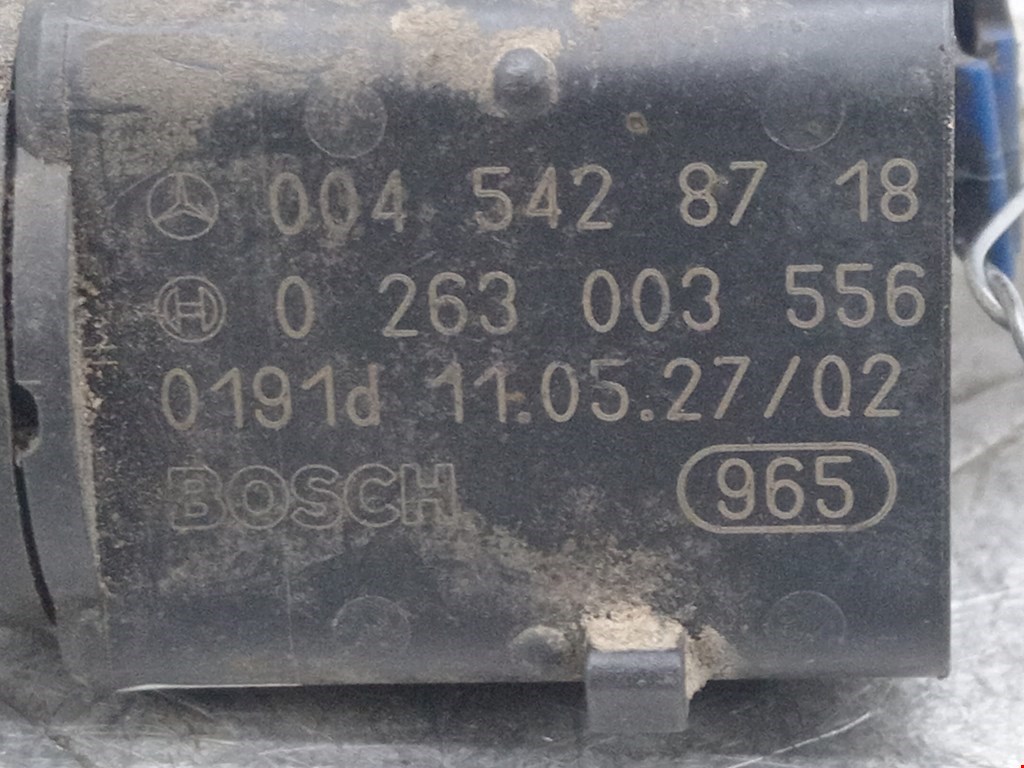 004 542 87 18
H 0 263 003 556
0191d 11.05.27/02
BOSCH 965